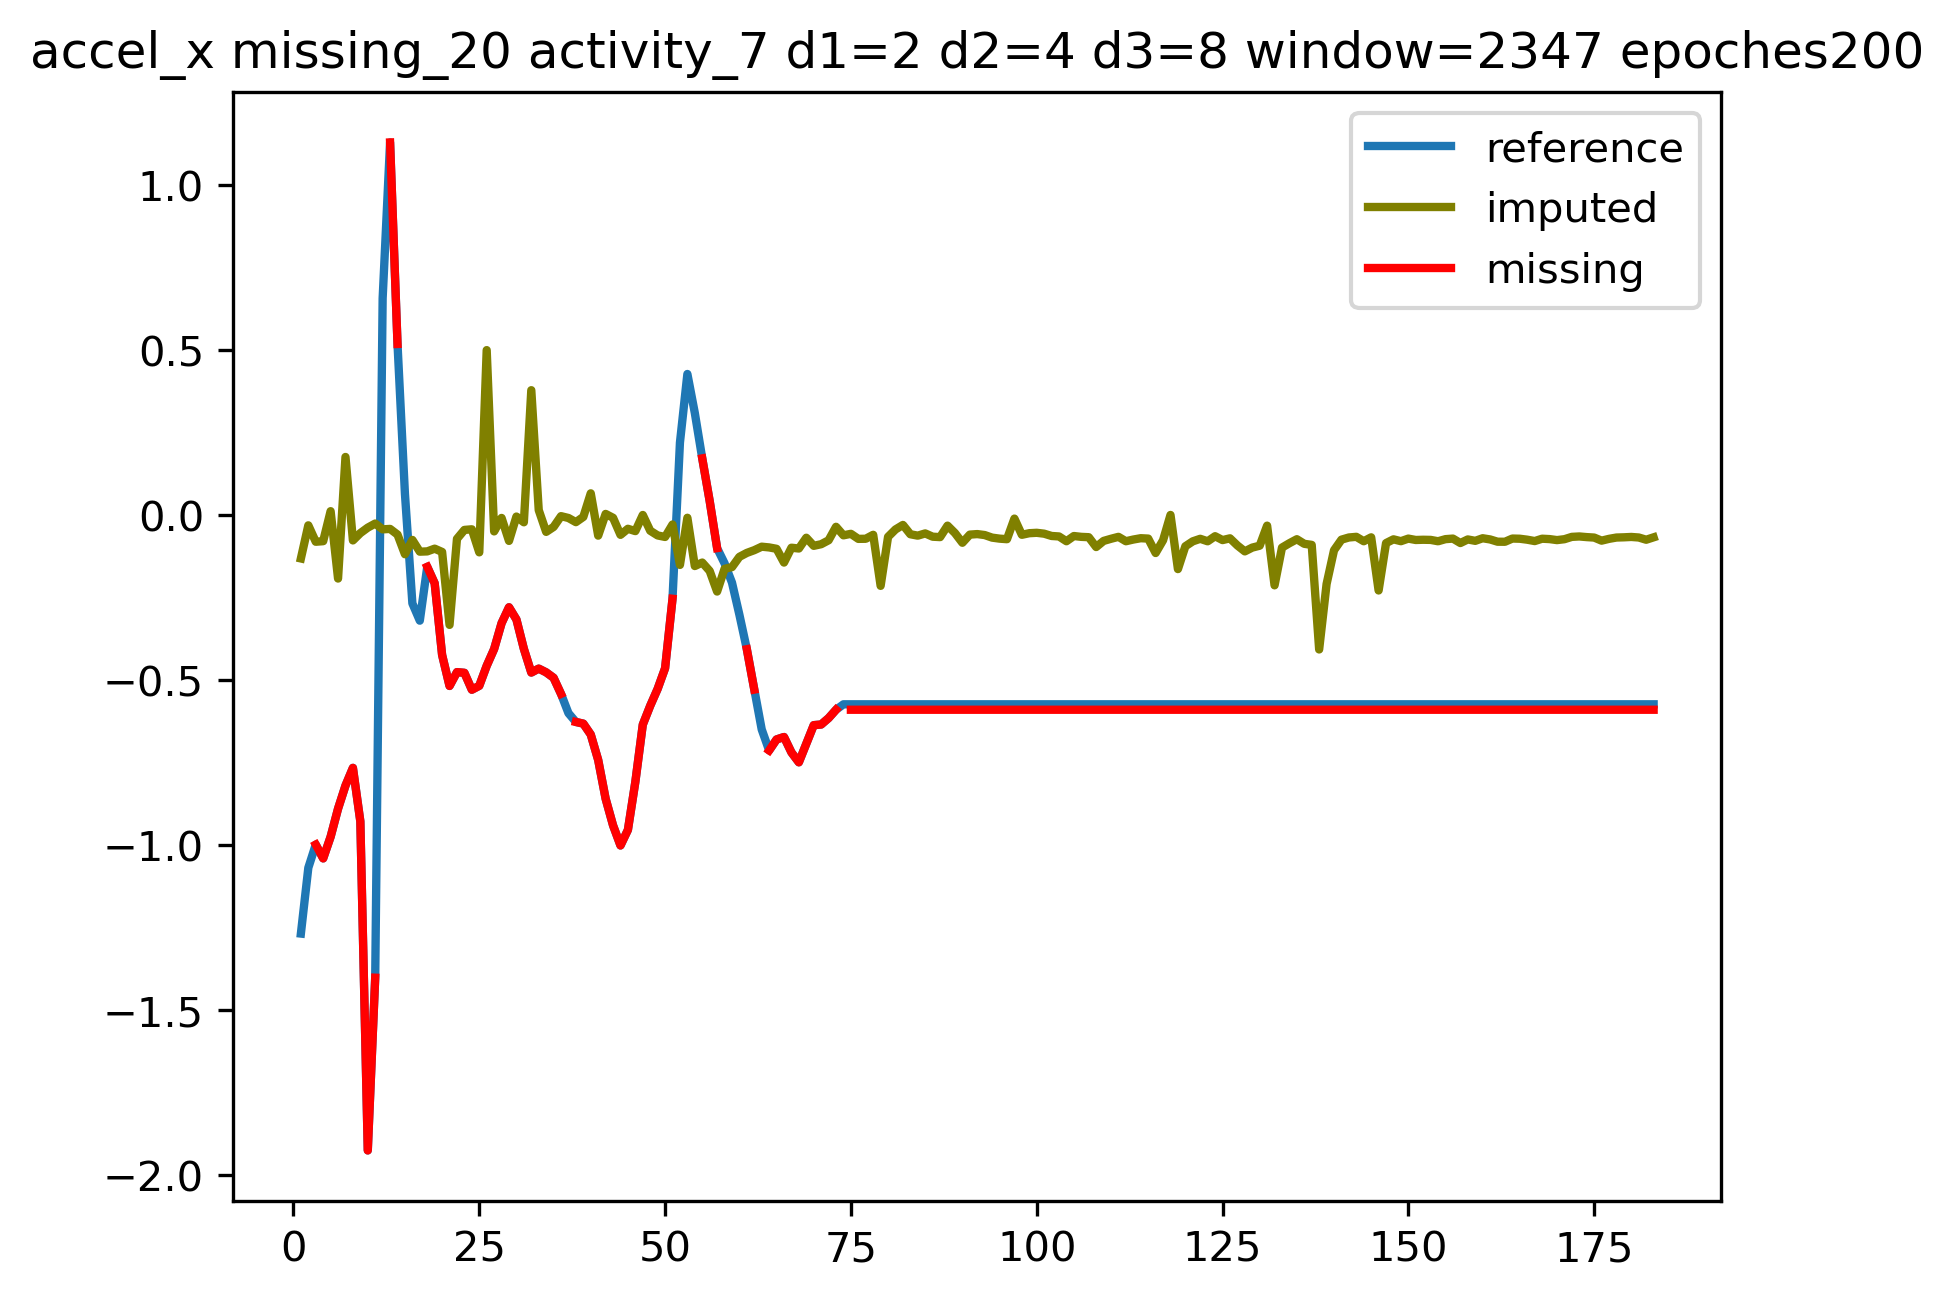 accel_x missing_20 activity_7 d1=2 d2=4 d3=8 window=2347 epoches200
reference
imputed
missing
1.0
0.5
0.0
−0.5
−1.0
−1.5
−2.0
0 25 50 75 100 125 150 175